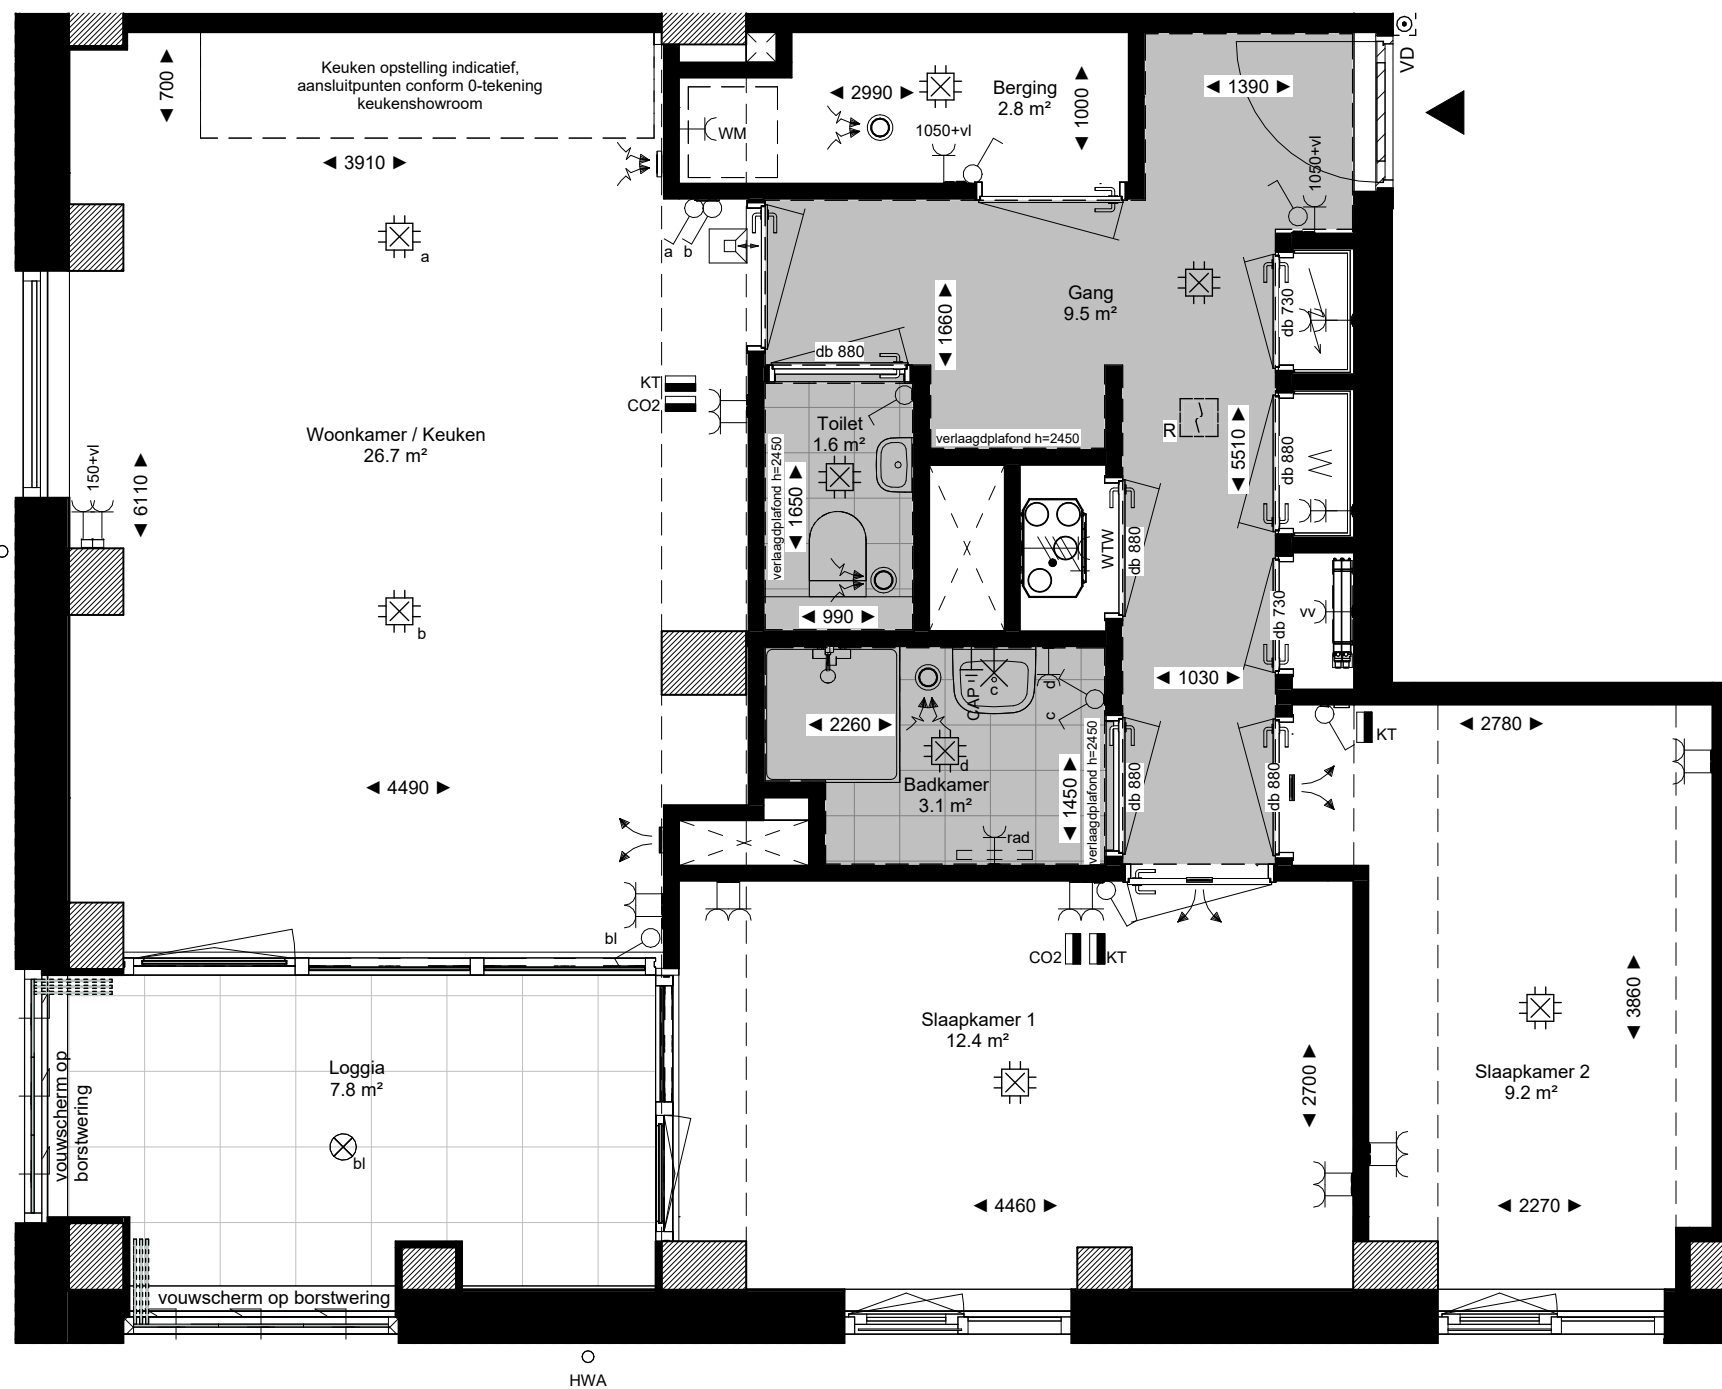 Keuken opstelling indicatief,
aansluitpunten conform 0-tekening
keukenshowroom
700
3910
WM
2990
Berging
2.8 m²
1000
1050+vl
1390
VD
1050+vl
a
a b
Gang
9.5 m²
1660
db 730
db 880
KT
CO2
Toilet
1.6 m²
verlaagdplafond h=2450
verlaagdplafond h=2450
R
5510
db 880
Woonkamer / Keuken
26.7 m²
150+vl
6110
1650
WTW
db 880
990
db 730
vv
b
1030
CAP
c
d
c
2260
d
Badkamer
3.1 m²
1450
verlaagdplafond h=2450
db 880
db 880
KT
2780
4490
rad
bl
CO2
KT
Slaapkamer 1
12.4 m²
3860
Loggia
7.8 m²
vouwscherm op
borstwering
bl
2700
Slaapkamer 2
9.2 m²
4460
2270
vouwscherm op borstwering
HWA